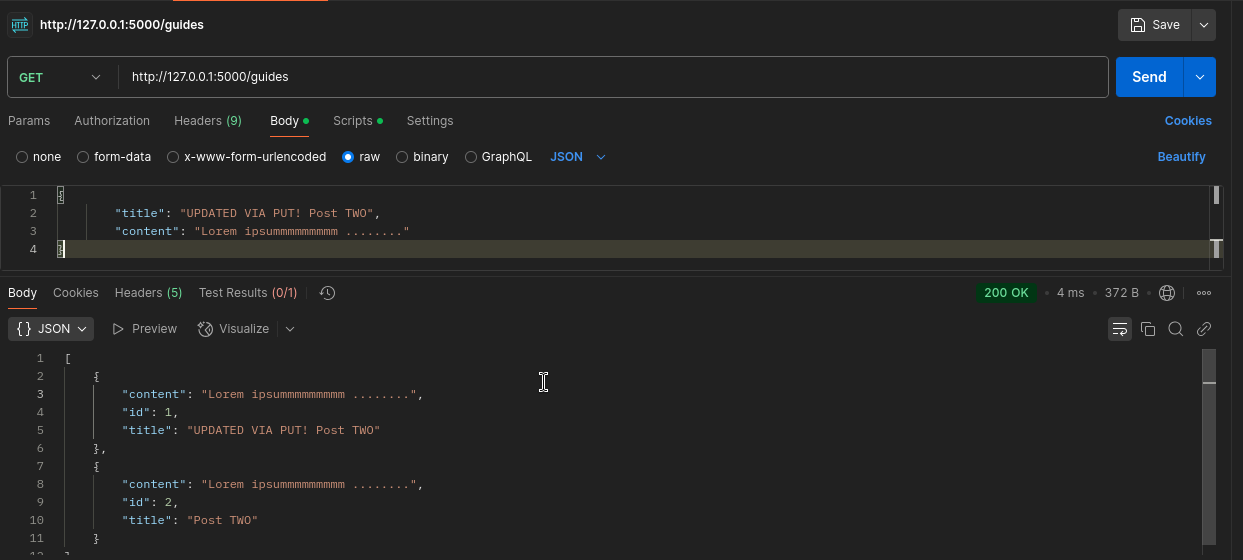 HTTP http://127.0.0.1:5000/guides Save
GET http://127.0.0.1:5000/guides Send
Params Authorization Headers (9) Body Scripts Settings Cookies
none form-data x-www-form-urlencoded raw binary GraphQL JSON Beautify
1 {
2 "title": "UPDATED VIA PUT! Post TWO",
3 "content": "Lorem ipsummmmmmmmm ........"
4 }
Body Cookies Headers (5) Test Results (0/1) 200 OK • 4 ms • 372 B •
{} JSON Preview Visualize
1 [
2 {
3 "content": "Lorem ipsummmmmmmmm ........",
4 "id": 1,
5 "title": "UPDATED VIA PUT! Post TWO"
6 },
7 {
8 "content": "Lorem ipsummmmmmmmm ........",
9 "id": 2,
10 "title": "Post TWO"
11 }
12 ]